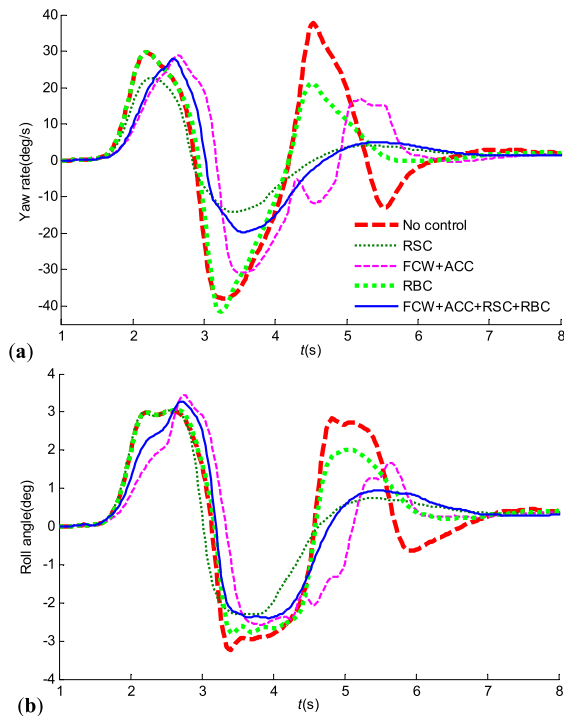 40
30
20
10
0
-10
-20
-30
-40
Yaw rate(deg/s)
No control
RSC
FCW+ACC
RBC
FCW+ACC+RSC+RBC
1 2 3 4 5 6 7 8
t(s)
(a)
4
3
2
1
0
-1
-2
-3
-4
Roll angle(deg)
1 2 3 4 5 6 7 8
t(s)
(b)